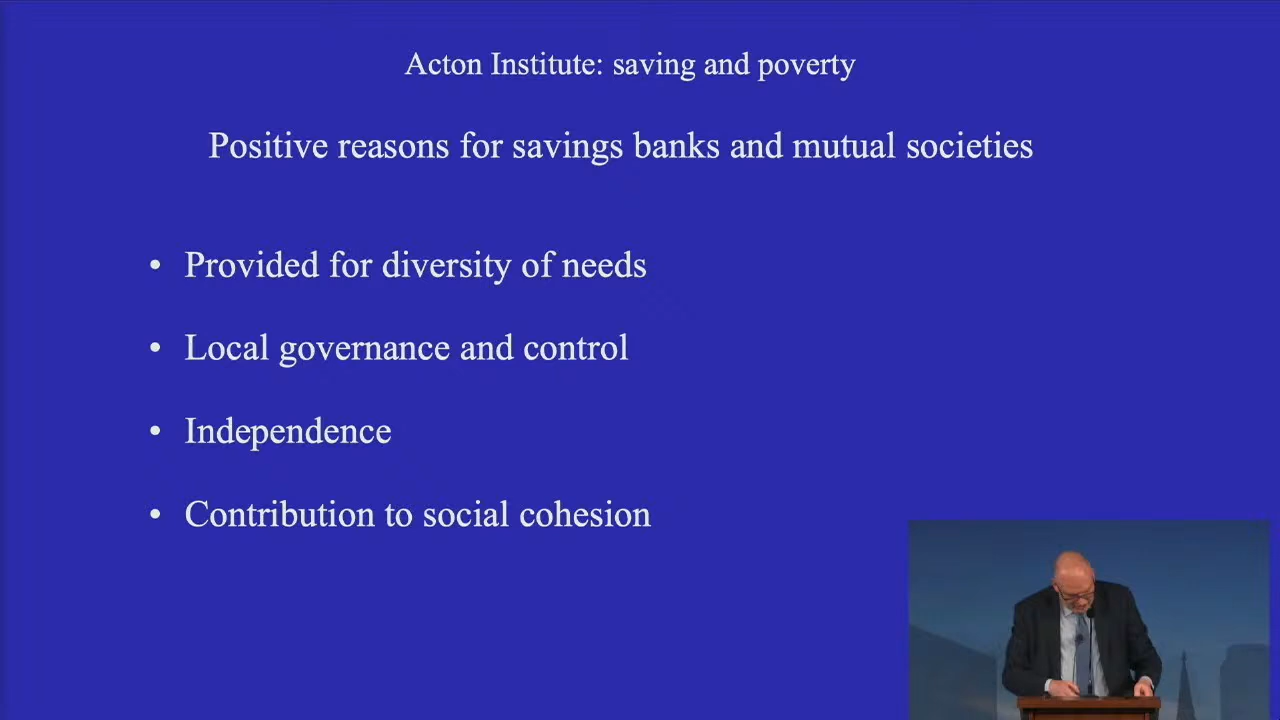 Acton Institute: saving and poverty
Positive reasons for savings banks and mutual societies
• Provided for diversity of needs
• Local governance and control
• Independence
• Contribution to social cohesion